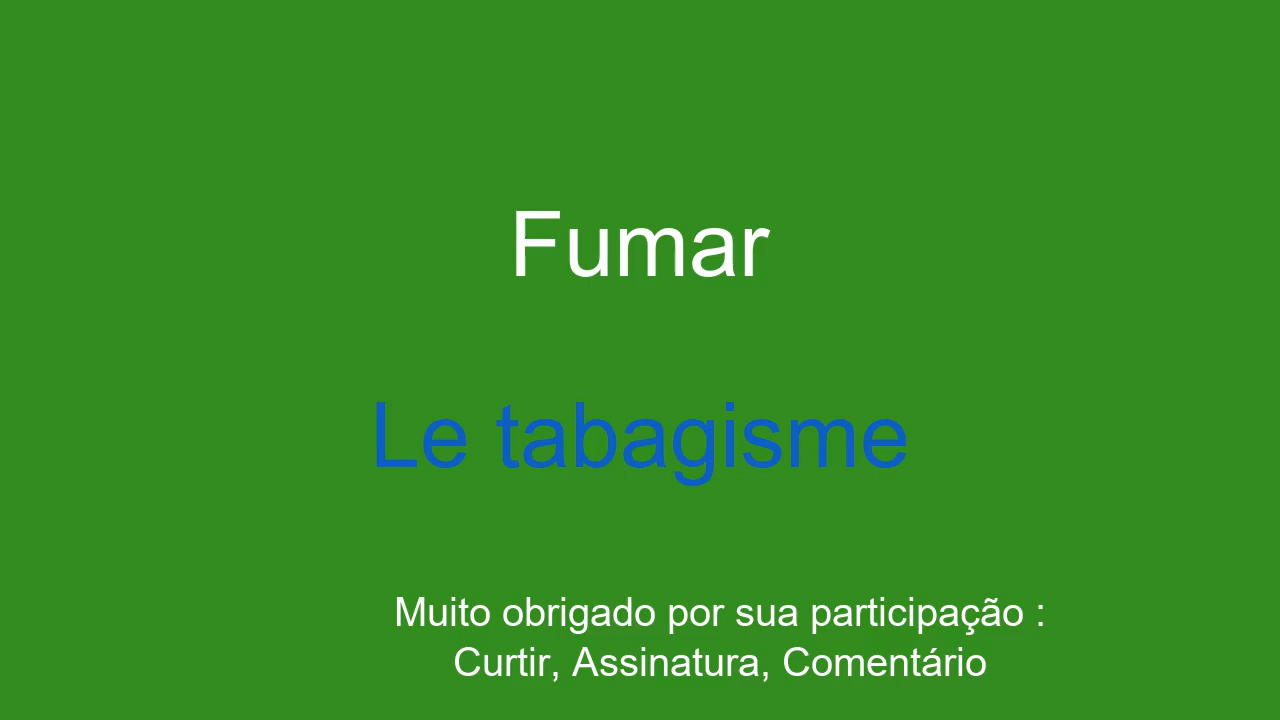 Fumar
Le tabagisme
Muito obrigado por sua participação :
Curtir, Assinatura, Comentário